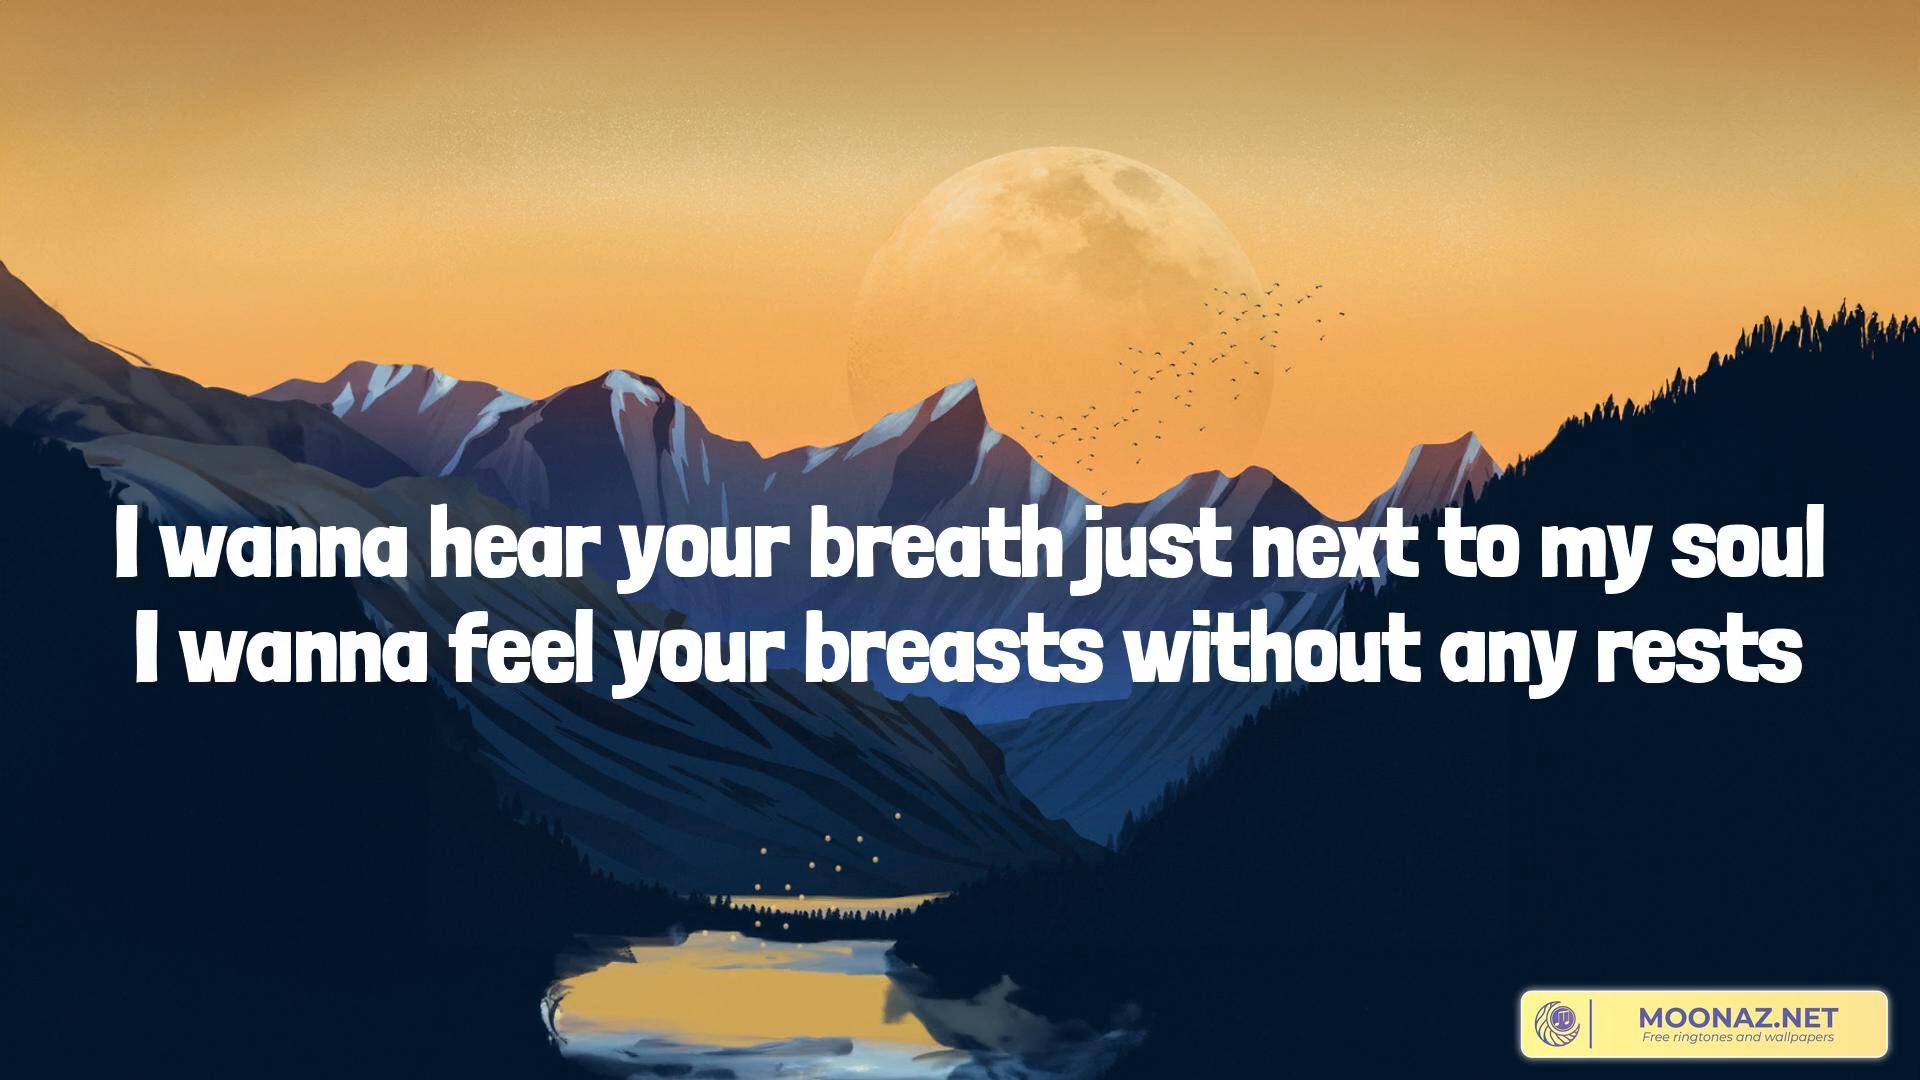 I wanna hear your breath just next to my soul
I wanna feel your breasts without any rests
MOONAZ.NET
Free ringtones and wallpapers